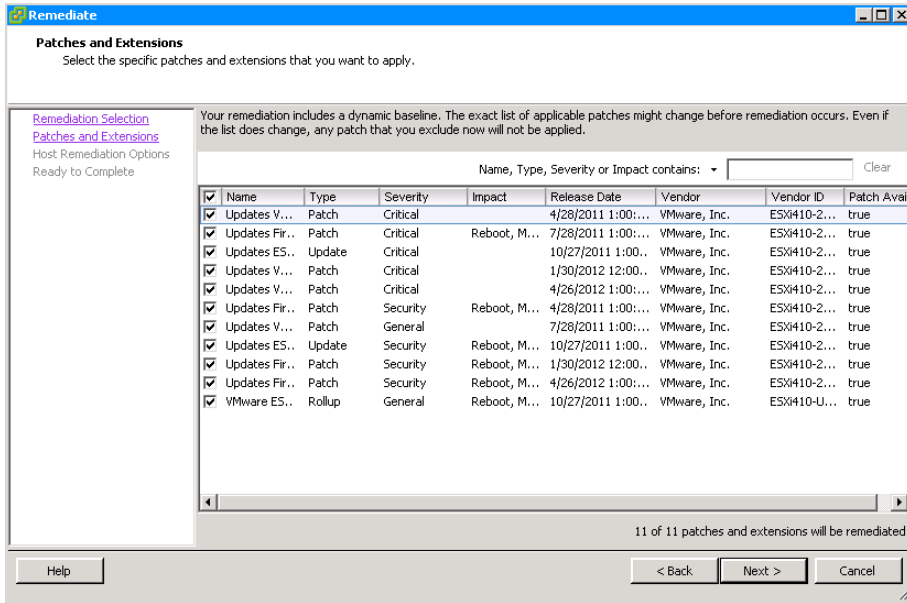 Remediate
Patches and Extensions
Select the specific patches and extensions that you want to apply.
Remediation Selection
Patches and Extensions
Host Remediation Options
Ready to Complete
Your remediation includes a dynamic baseline. The exact list of applicable patches might change before remediation occurs. Even if
the list does change, any patch that you exclude now will not be applied.
Name, Type, Severity or Impact contains: Clear
Name Type Severity Impact Release Date Vendor Vendor ID Patch Avai
Updates V... Patch Critical 4/28/2011 1:00:... VMware, Inc. ESXi410-2... true
Updates Fir... Patch Critical Reboot, M... 7/28/2011 1:00:... VMware, Inc. ESXi410-2... true
Updates ES.. Update Critical 10/27/2011 1:00.. VMware, Inc. ESXi410-2... true
Updates V... Patch Critical 1/30/2012 12:00... VMware, Inc. ESXi410-2... true
Updates V... Patch Critical 4/26/2012 1:00:... VMware, Inc. ESXi410-2... true
Updates Fir... Patch Security Reboot, M... 4/28/2011 1:00:... VMware, Inc. ESXi410-2... true
Updates V... Patch General 7/28/2011 1:00:... VMware, Inc. ESXi410-2... true
Updates ES.. Update Security Reboot, M... 10/27/2011 1:00.. VMware, Inc. ESXi410-2... true
Updates Fir... Patch Security Reboot, M... 1/30/2012 12:00... VMware, Inc. ESXi410-2... true
Updates Fir... Patch Security Reboot, M... 4/26/2012 1:00:... VMware, Inc. ESXi410-2... true
VMware ES.. Rollup General Reboot, M... 10/27/2011 1:00.. VMware, Inc. ESXi410-U... true
11 of 11 patches and extensions will be remediated
Help < Back Next > Cancel